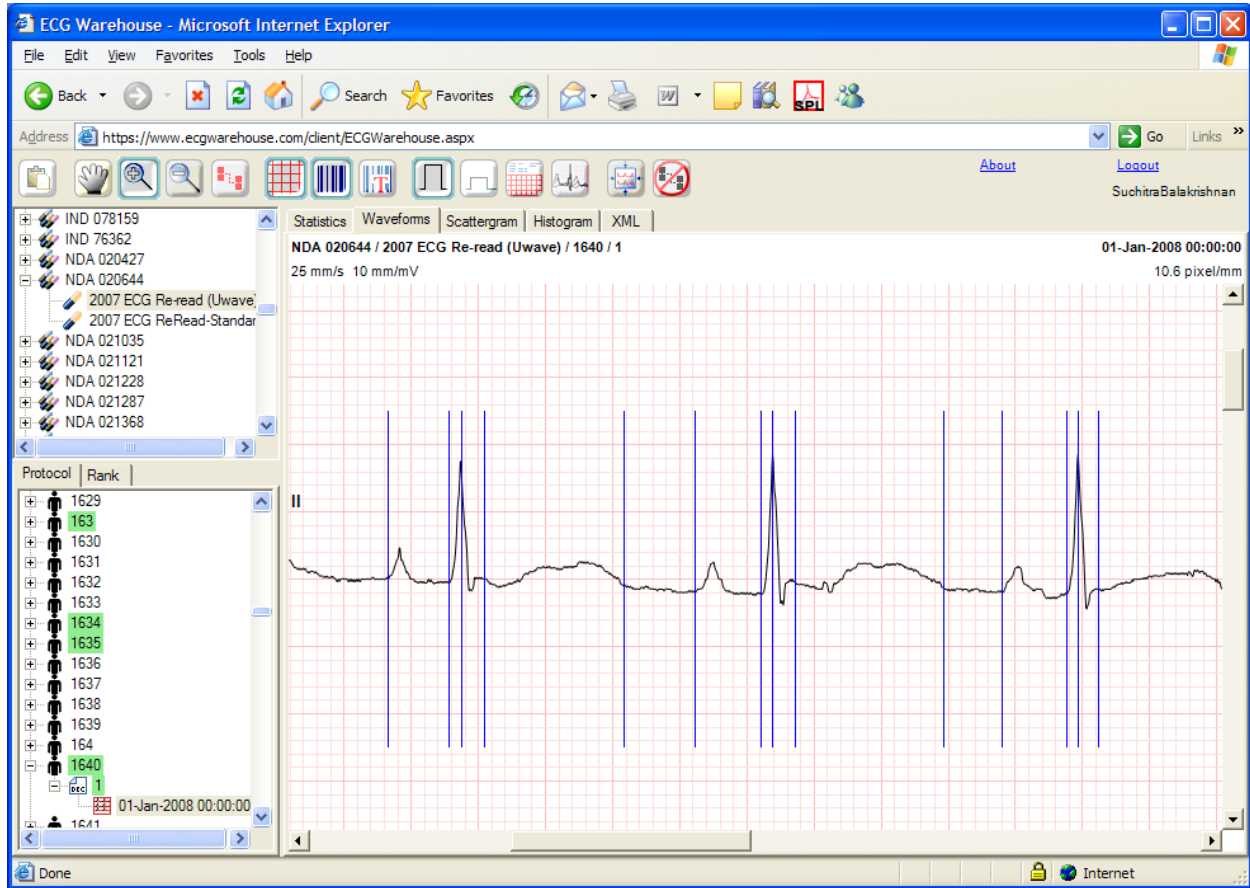 ECG Warehouse - Microsoft Internet Explorer
File Edit View Favorites Tools Help
Back Search Favorites W SPL
Address https://www.ecgwarehouse.com/client/ECGWarehouse.aspx Go Links »
T About Logout
SuchitraBalakrishnan
IND 078159
IND 76362
NDA 020427
NDA 020644
2007 ECG Re-read (Uwave)
2007 ECG ReRead-Standar
NDA 021035
NDA 021121
NDA 021228
NDA 021287
NDA 021368
Protocol Rank
1629
163
1630
1631
1632
1633
1634
1635
1636
1637
1638
1639
164
1640
DEC 1
01-Jan-2008 00:00:00
1641
Statistics Waveforms Scattergram Histogram XML
NDA 020644 / 2007 ECG Re-read (Uwave) / 1640 / 1 01-Jan-2008 00:00:00
25 mm/s 10 mm/mV 10.6 pixel/mm
II
Done Internet